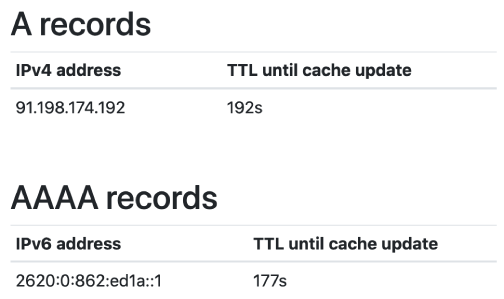 A records
IPv4 address TTL until cache update
91.198.174.192 192s
AAAA records
IPv6 address TTL until cache update
2620:0:862:ed1a::1 177s